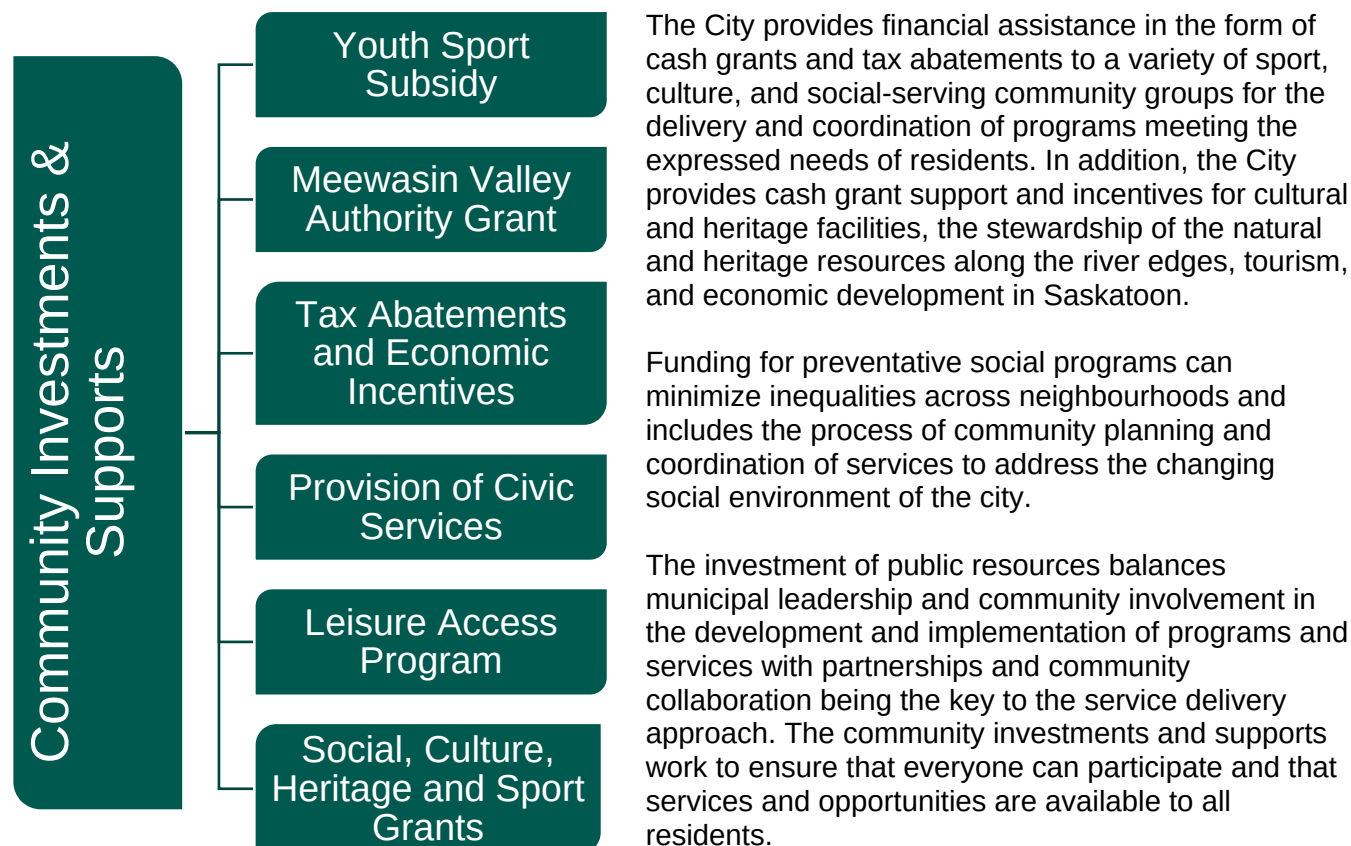 Community Investments &
Supports
Youth Sport
Subsidy
Meewasin Valley
Authority Grant
Tax Abatements
and Economic
Incentives
Provision of Civic
Services
Leisure Access
Program
Social, Culture,
Heritage and Sport
Grants
The City provides financial assistance in the form of
cash grants and tax abatements to a variety of sport,
culture, and social-serving community groups for the
delivery and coordination of programs meeting the
expressed needs of residents. In addition, the City
provides cash grant support and incentives for cultural
and heritage facilities, the stewardship of the natural
and heritage resources along the river edges, tourism,
and economic development in Saskatoon.
Funding for preventative social programs can
minimize inequalities across neighbourhoods and
includes the process of community planning and
coordination of services to address the changing
social environment of the city.
The investment of public resources balances
municipal leadership and community involvement in
the development and implementation of programs and
services with partnerships and community
collaboration being the key to the service delivery
approach. The community investments and supports
work to ensure that everyone can participate and that
services and opportunities are available to all
residents.